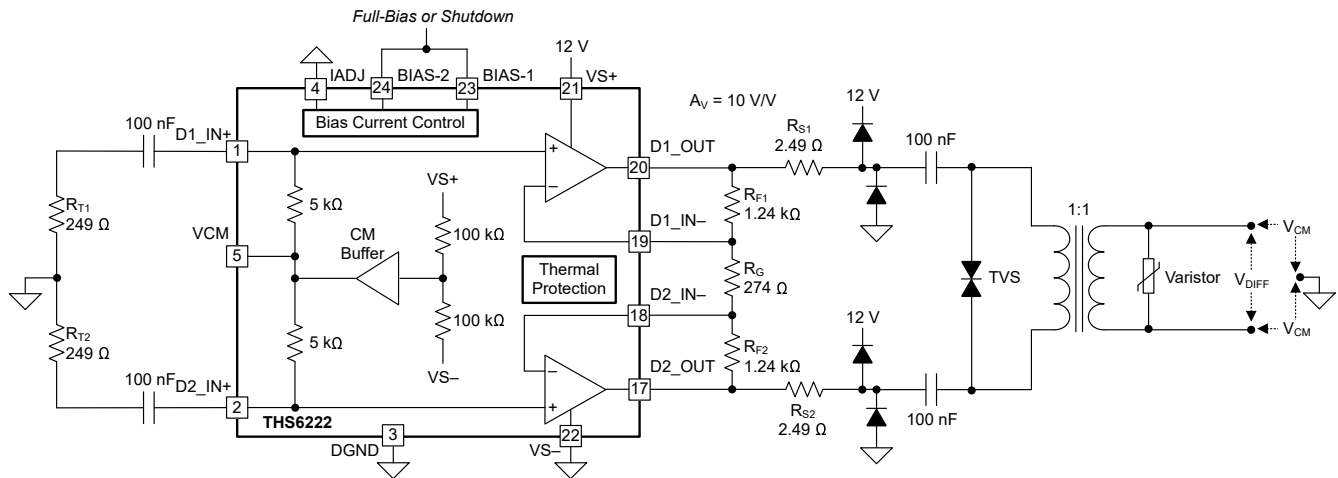 Full-Bias or Shutdown
12 V
IADJ
BIAS-2
BIAS-1
VS+
4
24
23
21
Bias Current Control
A_V = 10 V/V
100 nF
D1_IN+
1
D1_OUT
20
R_S1
2.49 Ω
12 V
100 nF
R_T1
249 Ω
5 kΩ
VS+
100 kΩ
R_F1
1.24 kΩ
1:1
VCM
5
CM
Buffer
D1_IN–
19
Thermal
Protection
R_G
274 Ω
TVS
Varistor
V_CM
V_DIFF
V_CM
D2_IN–
18
R_T2
249 Ω
5 kΩ
100 kΩ
VS–
R_F2
1.24 kΩ
12 V
100 nF
D2_IN+
2
D2_OUT
17
R_S2
2.49 Ω
100 nF
THS6222
3
DGND
22
VS–
+
–
–
+